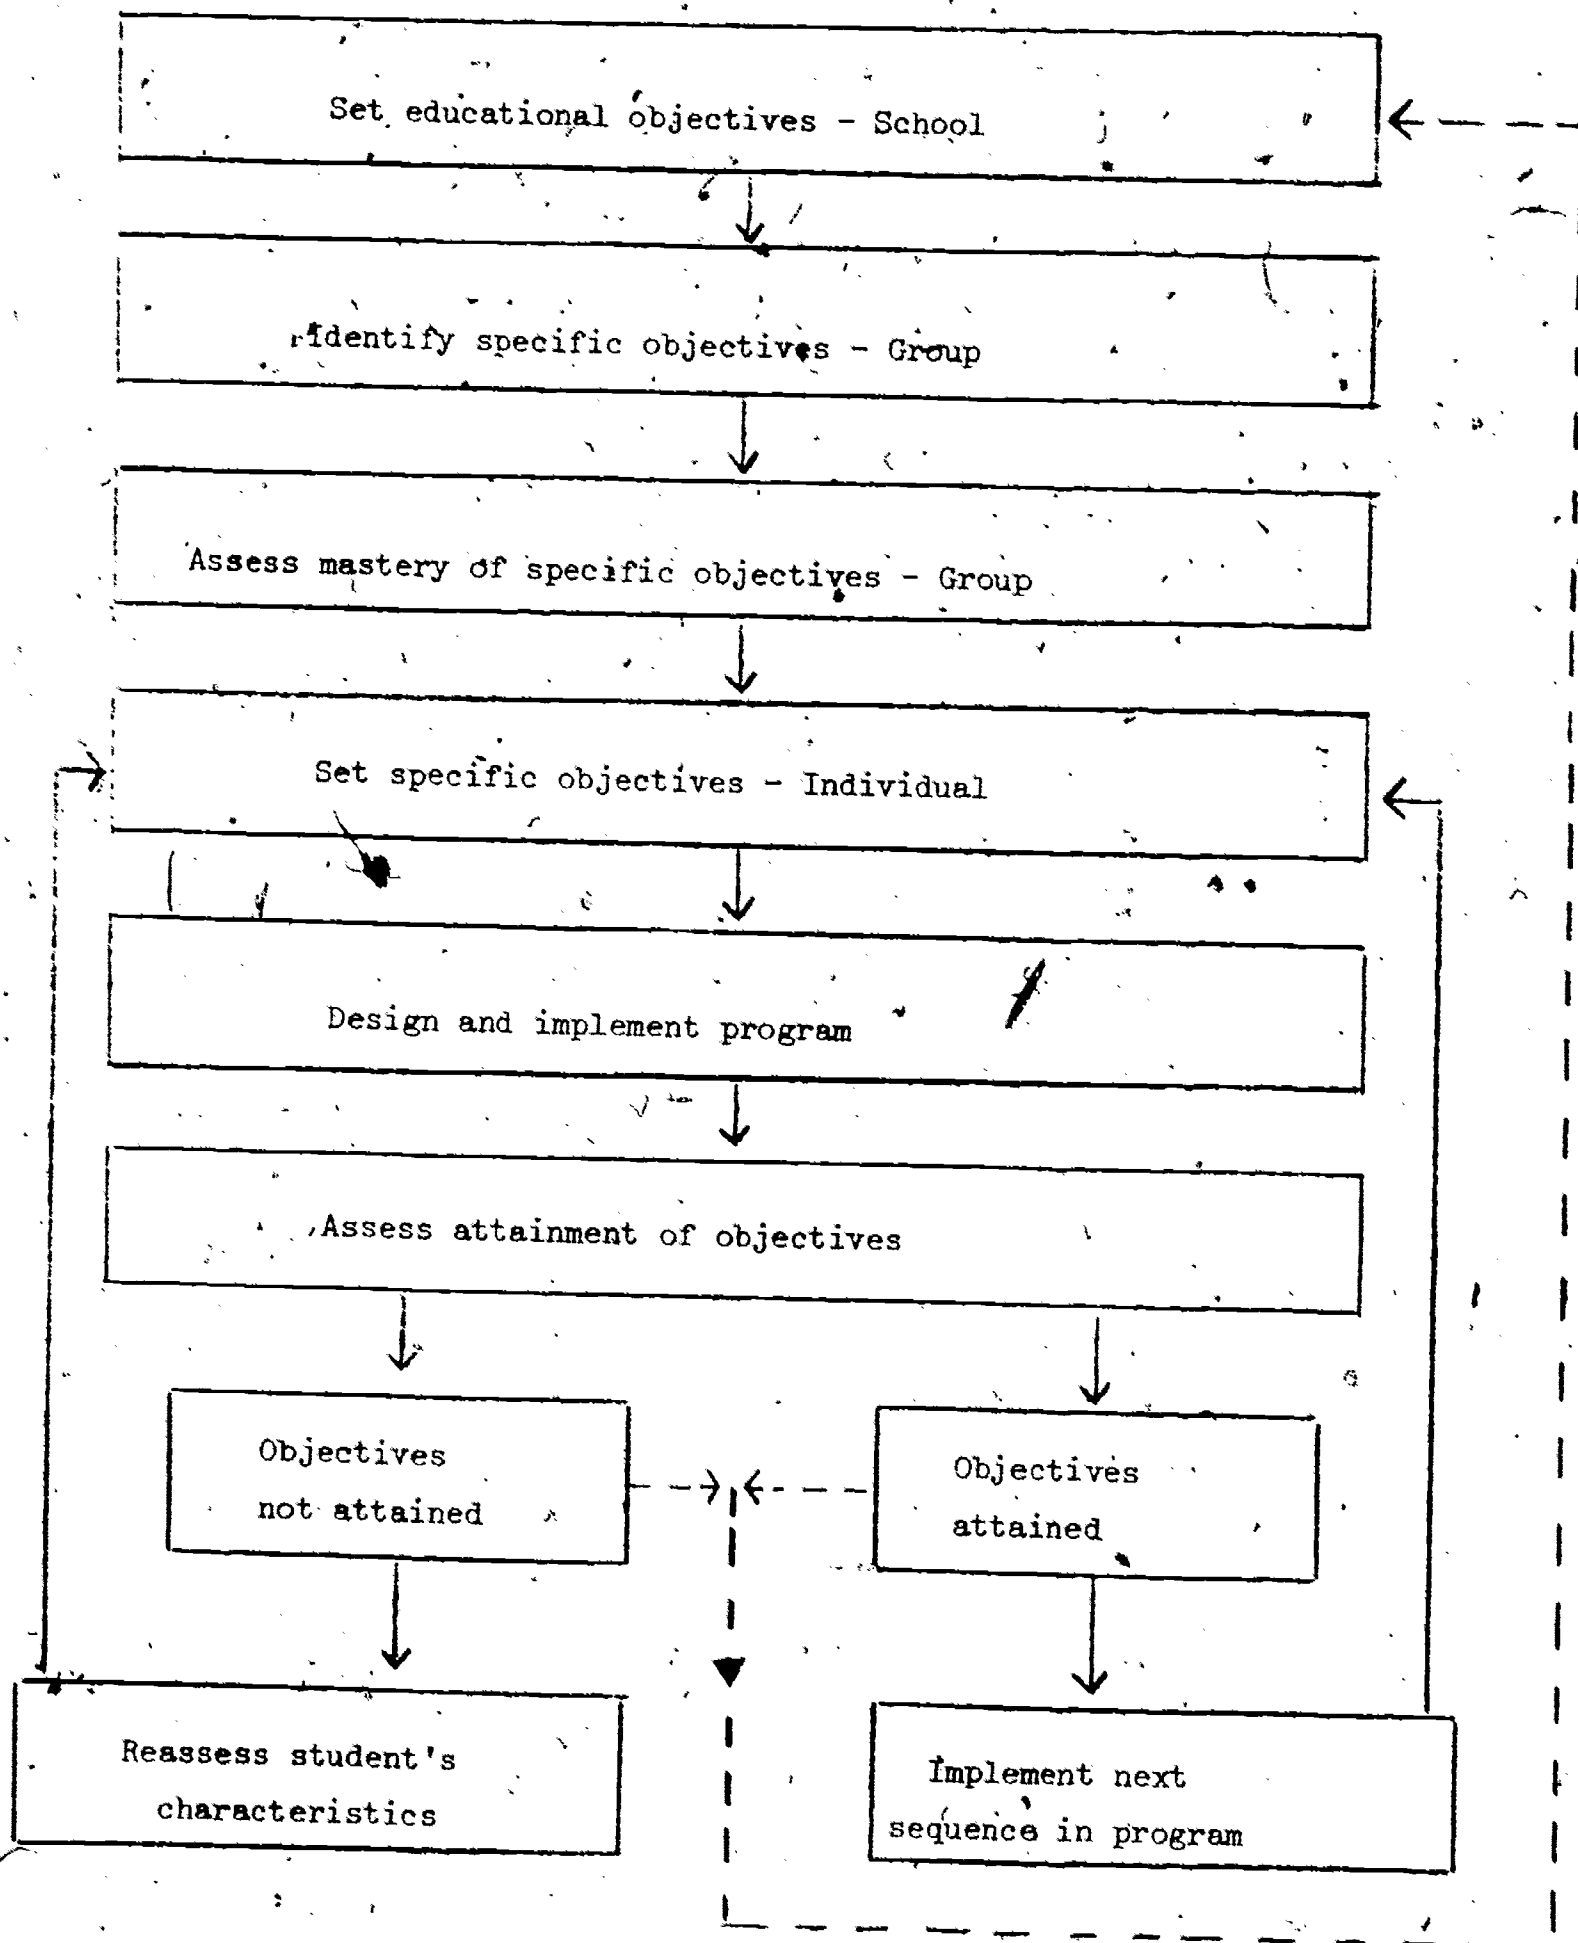 Set educational objectives - School
Identify specific objectives - Group
Assess mastery of specific objectives - Group
Set specific objectives - Individual
Design and implement program
Assess attainment of objectives
Objectives
not attained
Objectives
attained
Reassess student's
characteristics
Implement next
sequence in program